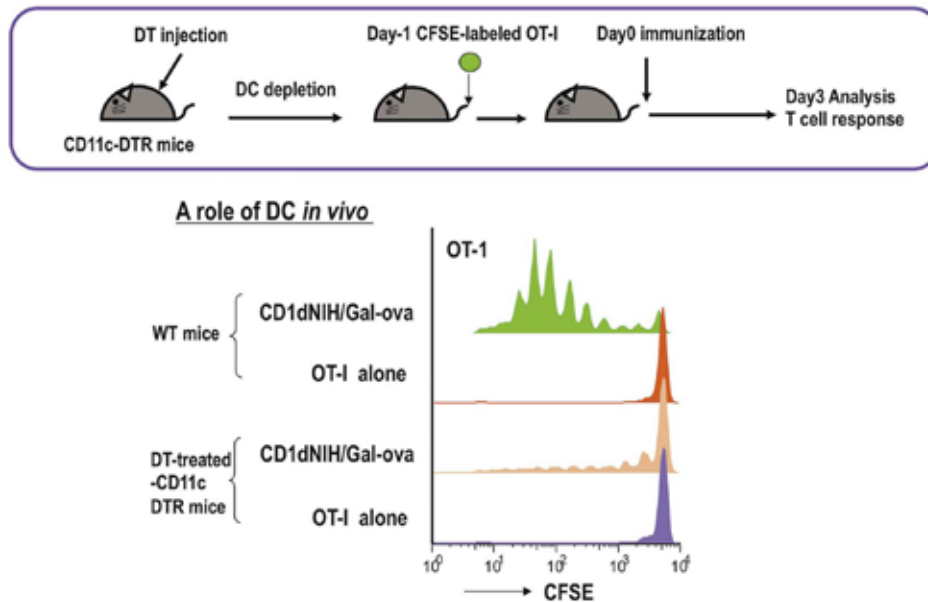 DT injection
Day-1 CFSE-labeled OT-I
Day0 immunization
DC depletion
Day3 Analysis
T cell response
CD11c-DTR mice
A role of DC in vivo
OT-1
WT mice
CD1dNIH/Gal-ova
OT-I alone
DT-treated
-CD11c
DTR mice
CD1dNIH/Gal-ova
OT-I alone
10⁰ 10¹ 10² 10³ 10⁴
CFSE